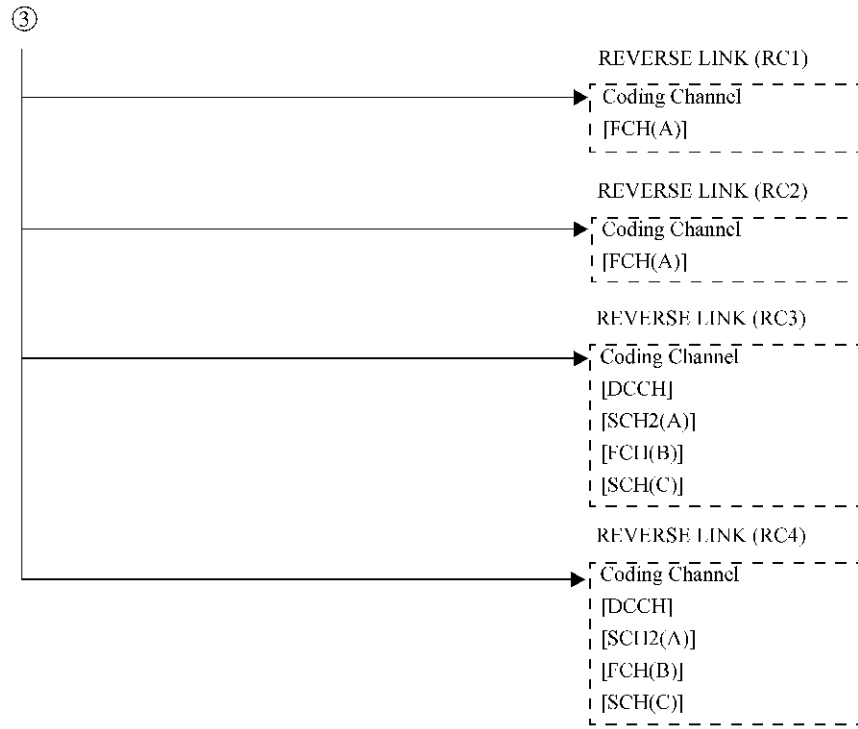 ③
REVERSE LINK (RC1)
Coding Channel
[FCH(A)]
REVERSE LINK (RC2)
Coding Channel
[FCH(A)]
REVERSE LINK (RC3)
Coding Channel
[DCCH]
[SCH2(A)]
[FCH(B)]
[SCH(C)]
REVERSE LINK (RC4)
Coding Channel
[DCCH]
[SCH2(A)]
[FCH(B)]
[SCH(C)]